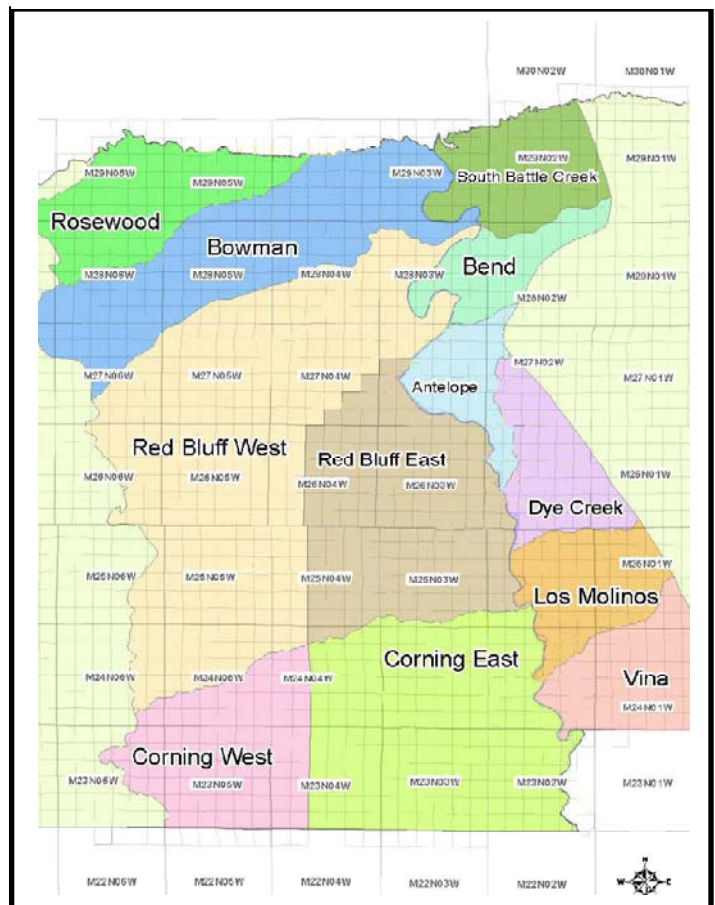 M30N02W M30N01W
M29N06W M29N05W M29N03W M29N02W M29N01W
South Battle Creek
Rosewood
Bowman
Bend
M28N06W M28N05W M28N04W M28N03W M28N01W
M28N02W
M27N02W
M27N06W M27N05W M27N04W M27N01W
Antelope
Red Bluff West Red Bluff East
M26N06W M26N05W M26N04W M26N03W M26N01W
Dye Creek
M25N01W
M25N06W M25N05W M25N04W M25N03W
Los Molinos
Corning East
M24N06W M24N04W
Vina
M24N01W
Corning West
M23N06W M23N05W M23N04W M23N03W M23N02W M23N01W
M22N06W M22N05W M22N04W M22N03W M22N02W
N
W E